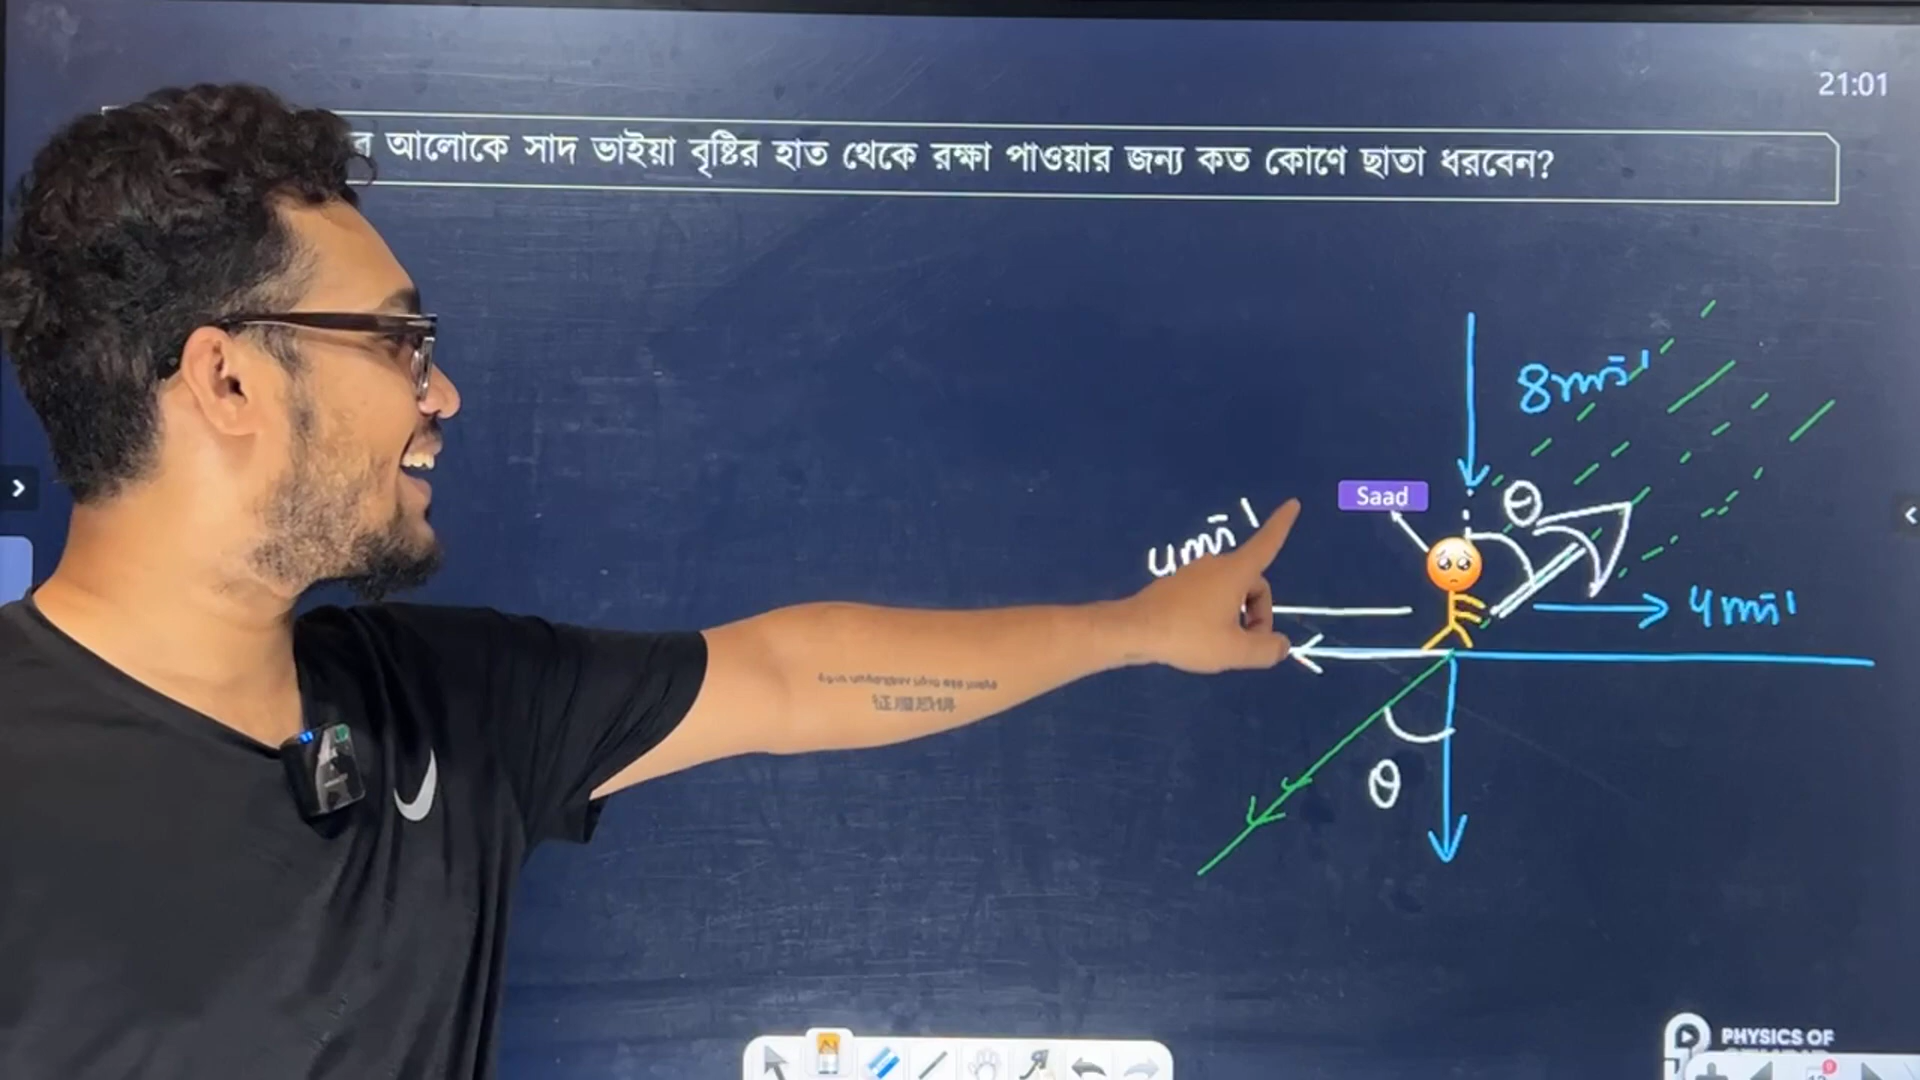 21:01
আলোকে সাদ ভাইয়া বৃষ্টির হাত থেকে রক্ষা পাওয়ার জন্য কত কোণে ছাতা ধরবেন?
8ms⁻¹
Saad
θ
4ms⁻¹
4ms⁻¹
θ
PHYSICS OF